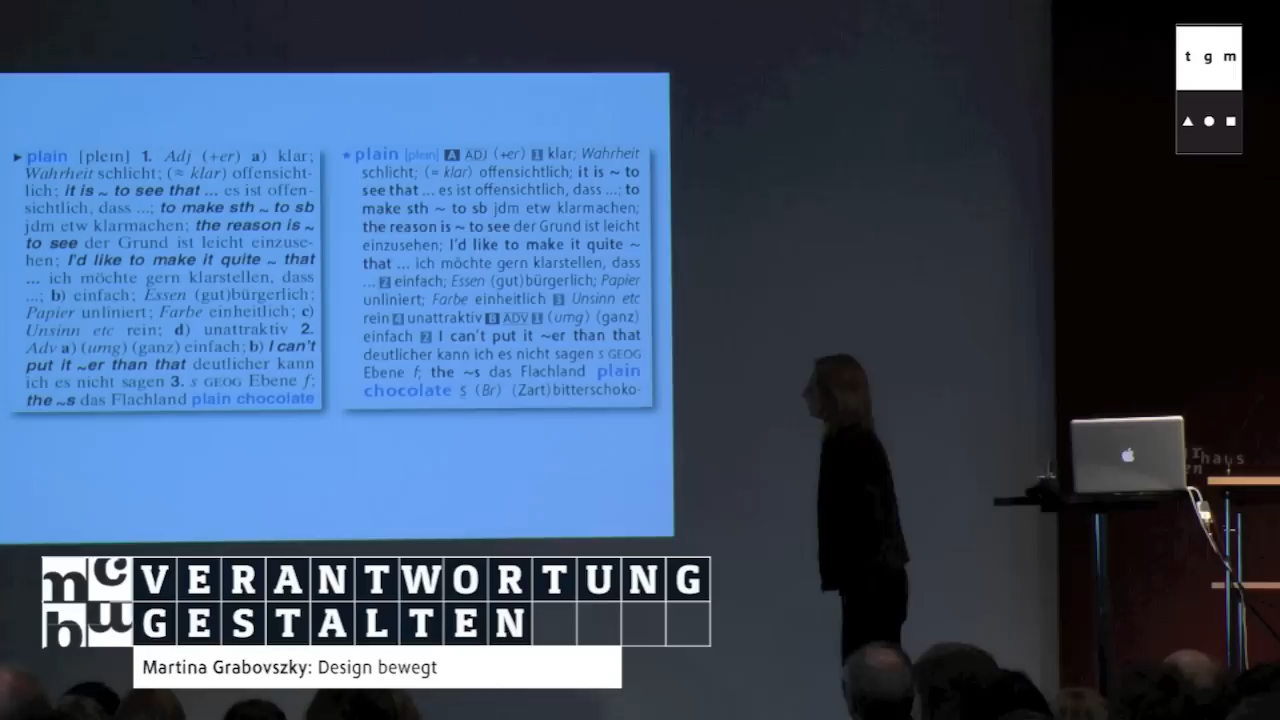 t g m
▸ plain [pleɪn] 1. Adj (+er) a) klar;
Wahrheit schlicht; (≈ klar) offensicht-
lich; it is ~ to see that ... es ist offen-
sichtlich, dass ...; to make sth ~ to sb
jdm etw klarmachen; the reason is ~
to see der Grund ist leicht einzuse-
hen; I'd like to make it quite ~ that
... ich möchte gern klarstellen, dass
...; b) einfach; Essen (gut)bürgerlich;
Papier unliniert; Farbe einheitlich; c)
Unsinn etc rein; d) unattraktiv 2.
Adv a) (umg) (ganz) einfach; b) I can't
put it ~er than that deutlicher kann
ich es nicht sagen 3. s GEOG Ebene f;
the ~s das Flachland plain chocolate
* plain [pleɪn] A ADJ (+er) 1 klar; Wahrheit
schlicht; (= klar) offensichtlich; it is ~ to
see that ... es ist offensichtlich, dass ...; to
make sth ~ to sb jdm etw klarmachen;
the reason is ~ to see der Grund ist leicht
einzusehen; I'd like to make it quite ~
that ... ich möchte gern klarstellen, dass
... 2 einfach; Essen (gut)bürgerlich; Papier
unliniert; Farbe einheitlich 3 Unsinn etc
rein 4 unattraktiv B ADV 1 (umg) (ganz)
einfach 2 I can't put it ~er than that
deutlicher kann ich es nicht sagen s GEOG
Ebene f; the ~s das Flachland plain
chocolate S (Br) (Zart)bitterschoko-
haus
en
mc
bw
VERANTWORTUNG
GESTALTEN
Martina Grabovszky: Design bewegt